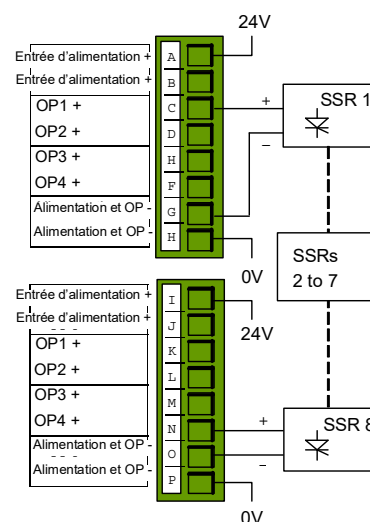 24V
Entrée d'alimentation + A
Entrée d'alimentation + B
OP1 + C
OP2 + D
OP3 + H
OP4 + F
Alimentation et OP - G
Alimentation et OP - H
+
–
SSR 1
0V
SSRs
2 to 7
Entrée d'alimentation + I
Entrée d'alimentation + J
24V
OP1 + K
OP2 + L
OP3 + M
OP4 + N
Alimentation et OP - O
Alimentation et OP - P
+
–
SSR 8
0V